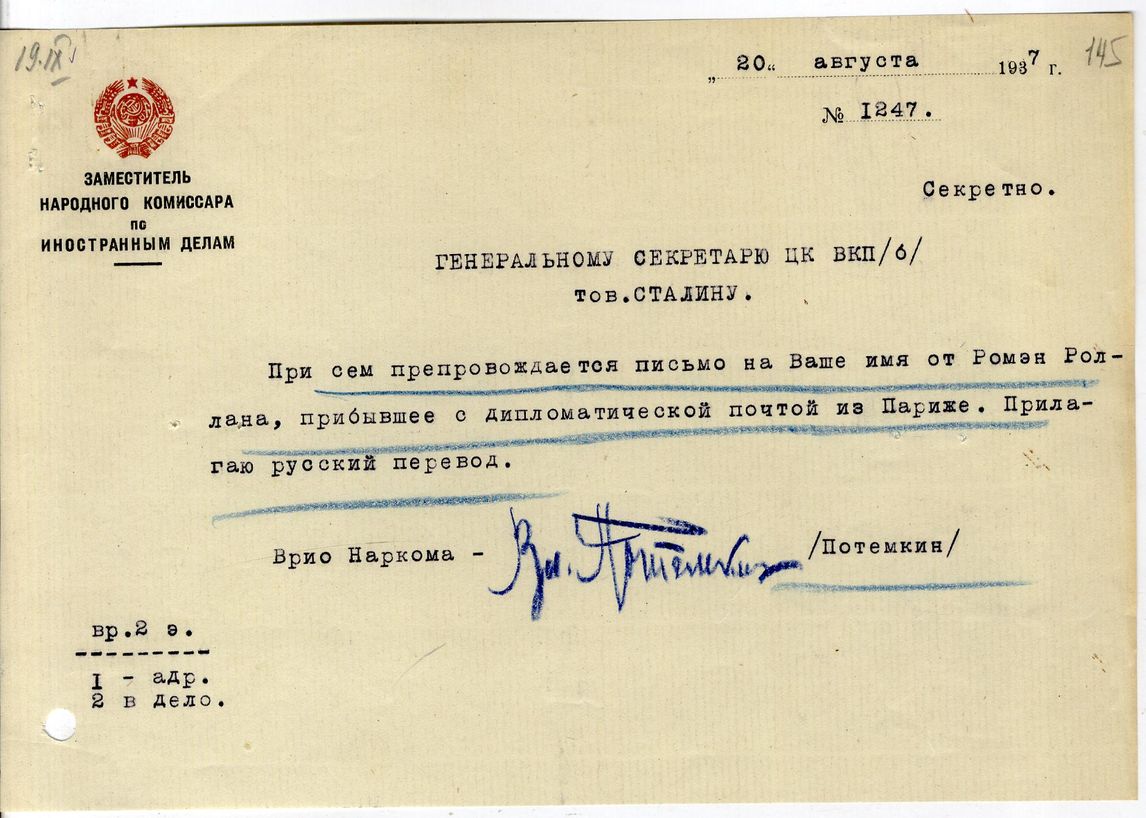 19.IX
„20“ августа 1937 г.
145
№ 1247.
ЗАМЕСТИТЕЛЬ
НАРОДНОГО КОМИССАРА
ПО
ИНОСТРАННЫМ ДЕЛАМ
Секретно.
ГЕНЕРАЛЬНОМУ СЕКРЕТАРЮ ЦК ВКП/б/
тов.СТАЛИНУ.
При сем препровождается письмо на Ваше имя от Ромэн Рол-
лана, прибывшее с дипломатической почтой из Париже. Прила-
гаю русский перевод.
Врио Наркома - Вл. Потемкин /Потемкин/
вр.2 э.
---------
I - адр.
2 в дело.